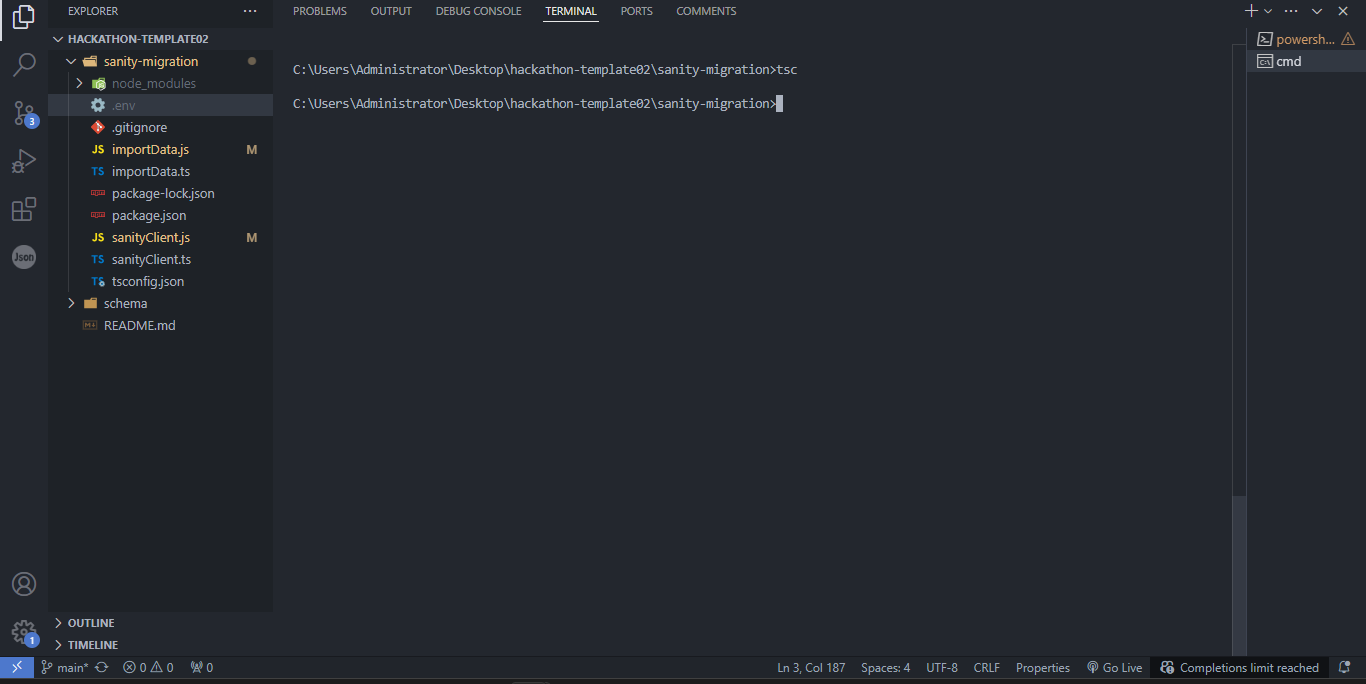 EXPLORER
PROBLEMS OUTPUT DEBUG CONSOLE TERMINAL PORTS COMMENTS
HACKATHON-TEMPLATE02
sanity-migration
node_modules
.env
.gitignore
JS importData.js M
TS importData.ts
package-lock.json
package.json
JS sanityClient.js M
TS sanityClient.ts
TS tsconfig.json
schema
README.md
OUTLINE
TIMELINE
3
Json
1
C:\Users\Administrator\Desktop\hackathon-template02\sanity-migration>tsc
C:\Users\Administrator\Desktop\hackathon-template02\sanity-migration>
powersh...
cmd
main* 0 0 0 Ln 3, Col 187 Spaces: 4 UTF-8 CRLF Properties Go Live Completions limit reached